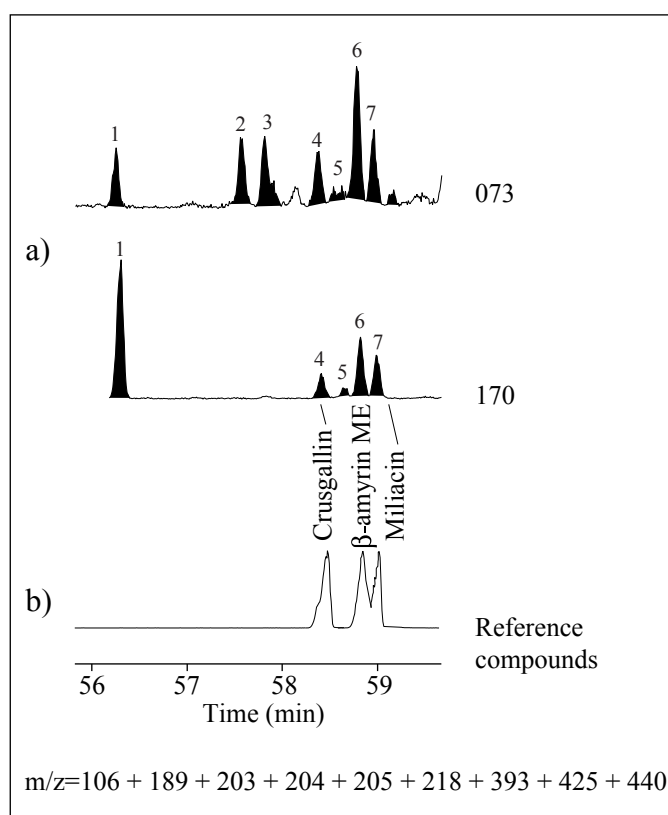 6
1
2
3
4
5
7
073
a)
1
4
5
6
7
170
Crusgallin
β-amyrin ME
Miliacin
b)
Reference
compounds
56 57 58 59
Time (min)
m/z=106 + 189 + 203 + 204 + 205 + 218 + 393 + 425 + 440